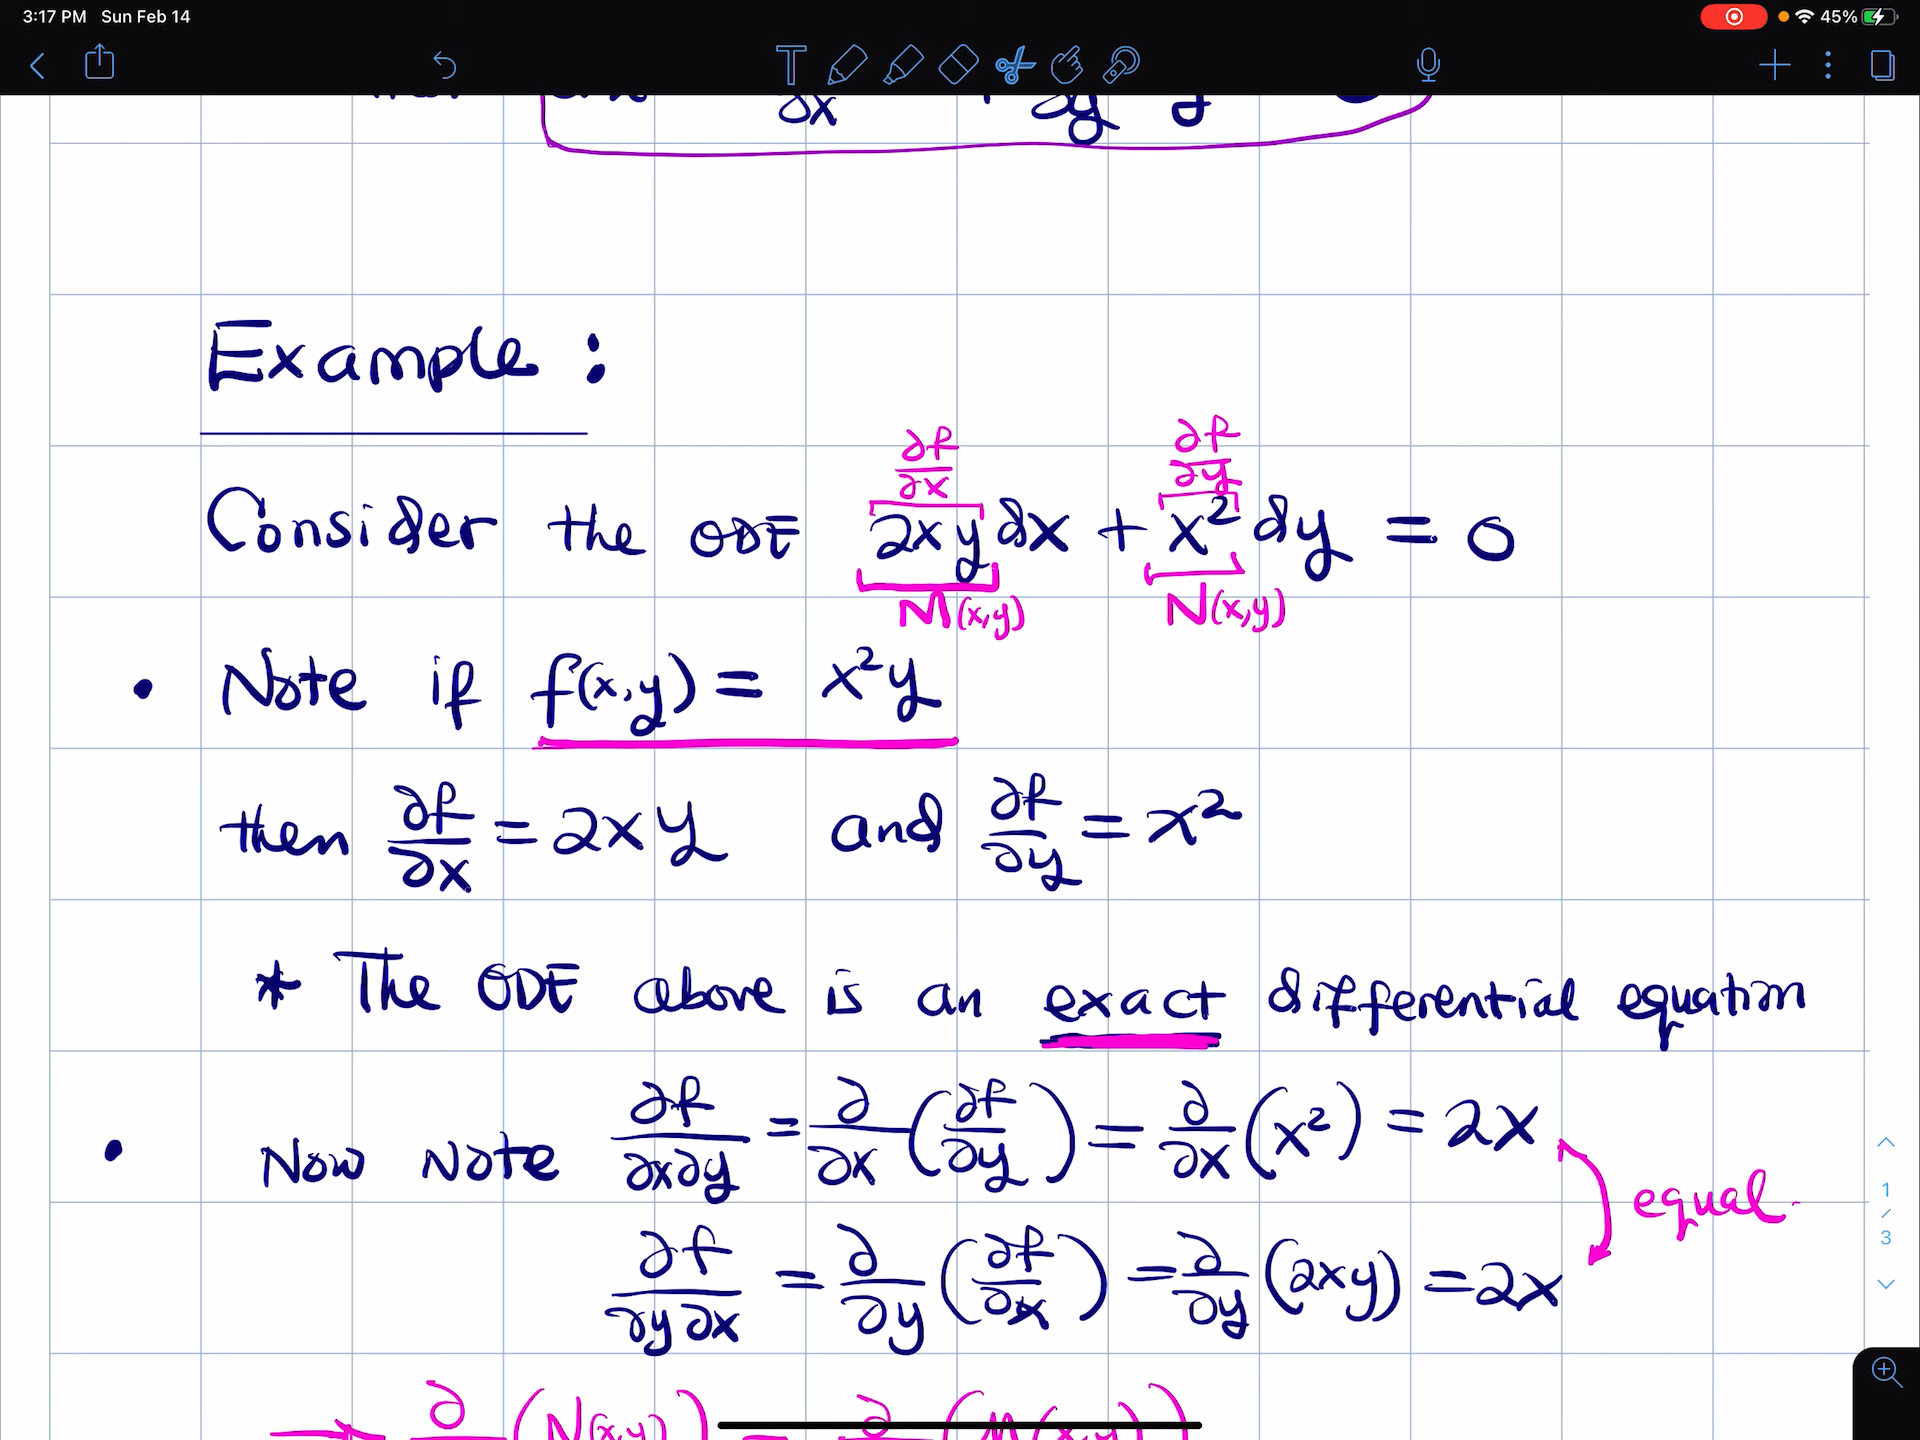 3:17 PM Sun Feb 14
45%
∂x ∂y y
Example :
∂f/∂x ∂f/∂y
Consider the ODE 2xy dx + x² dy = 0
M(x,y) N(x,y)
• Note if f(x,y) = x²y
then ∂f/∂x = 2xy and ∂f/∂y = x²
* The ODE above is an exact differential equation
• Now Note ∂f/∂x∂y = ∂/∂x (∂f/∂y) = ∂/∂x (x²) = 2x
equal.
∂f/∂y∂x = ∂/∂y (∂f/∂x) = ∂/∂y (2xy) = 2x
1/3
∂ (N(x,y)) = ∂ (M(x,y))